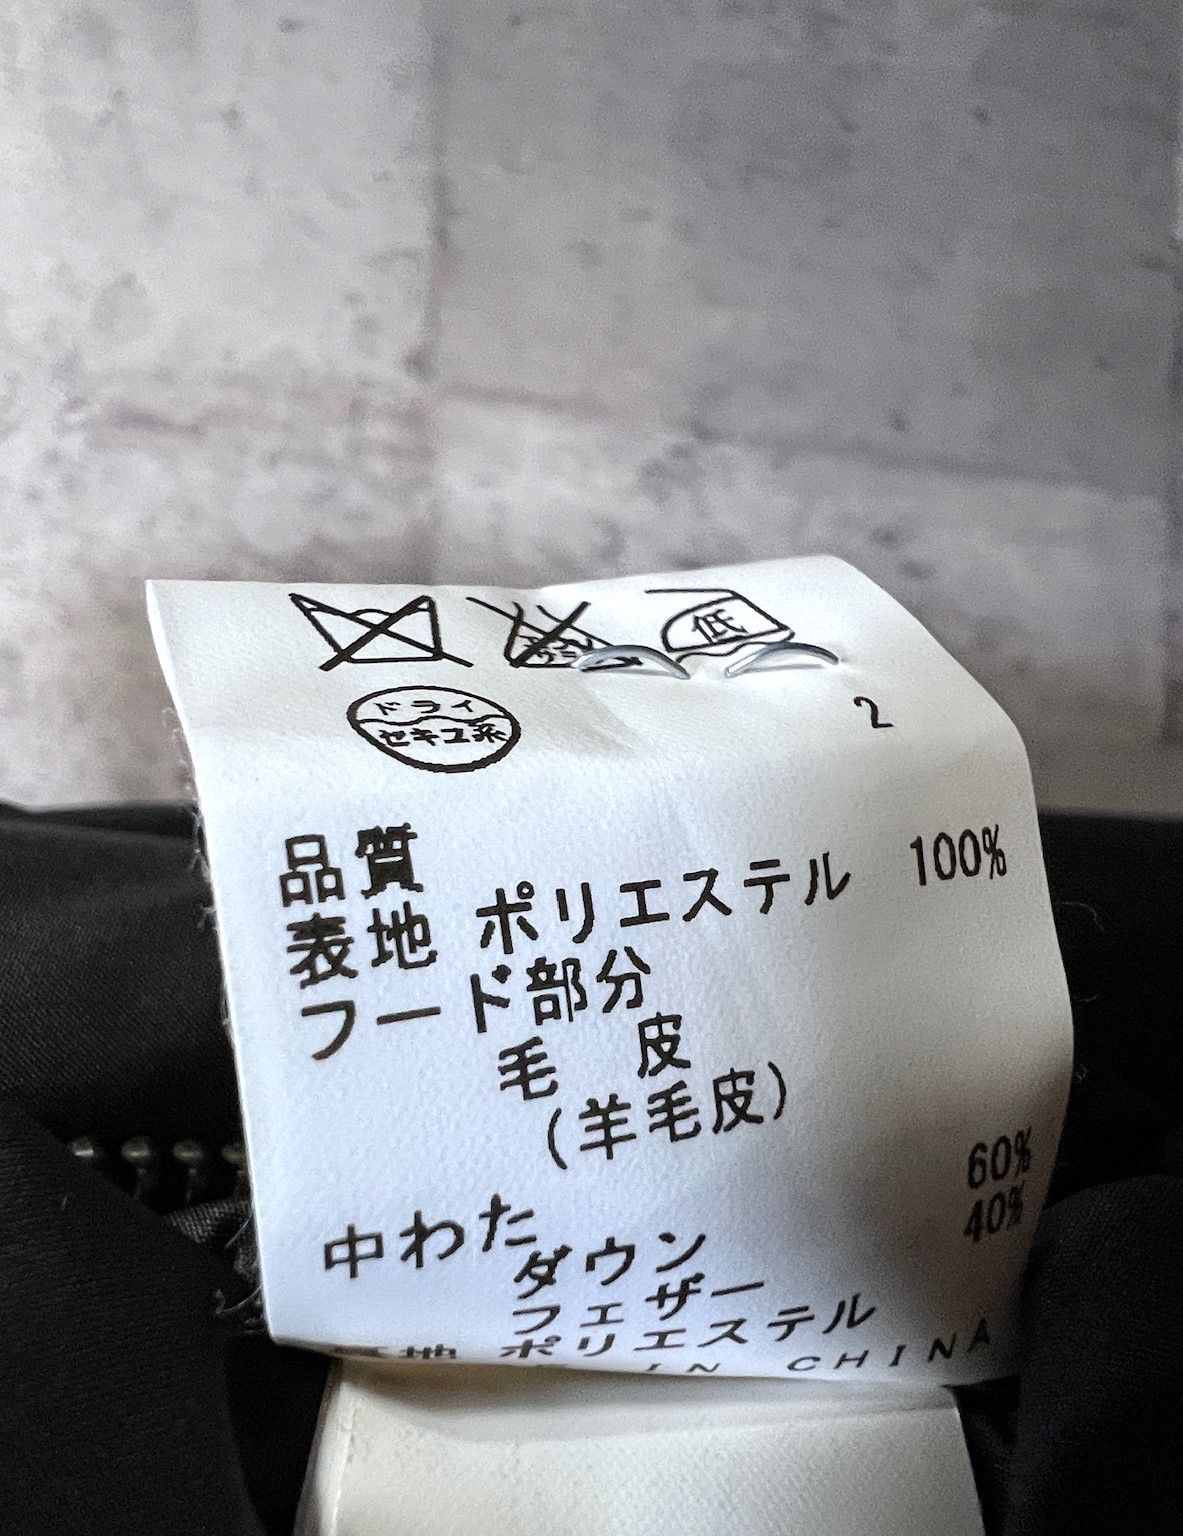 低
ドライ
セキユ系
2
品質
表地 ポリエステル 100%
フード部分
毛 皮
(羊毛皮)
中わた
ダウン 60%
フェザー 40%
地 ポリエステル
IN CHINA